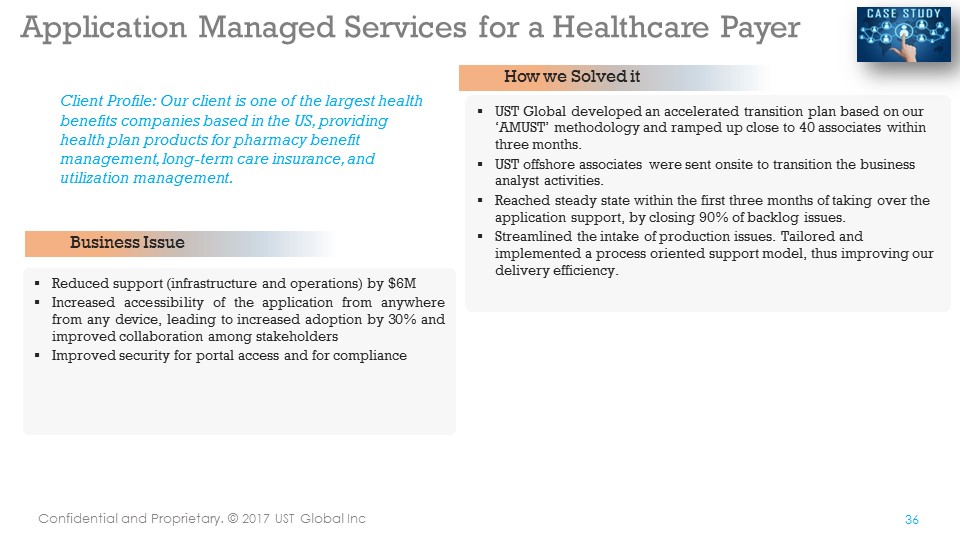 Application Managed Services for a Healthcare Payer
CASE STUDY
Client Profile: Our client is one of the largest health
benefits companies based in the US, providing
health plan products for pharmacy benefit
management, long-term care insurance, and
utilization management.
Business Issue
▪ Reduced support (infrastructure and operations) by $6M
▪ Increased accessibility of the application from anywhere
from any device, leading to increased adoption by 30% and
improved collaboration among stakeholders
▪ Improved security for portal access and for compliance
How we Solved it
▪ UST Global developed an accelerated transition plan based on our
‘AMUST’ methodology and ramped up close to 40 associates within
three months.
▪ UST offshore associates were sent onsite to transition the business
analyst activities.
▪ Reached steady state within the first three months of taking over the
application support, by closing 90% of backlog issues.
▪ Streamlined the intake of production issues. Tailored and
implemented a process oriented support model, thus improving our
delivery efficiency.
Confidential and Proprietary. © 2017 UST Global Inc
36